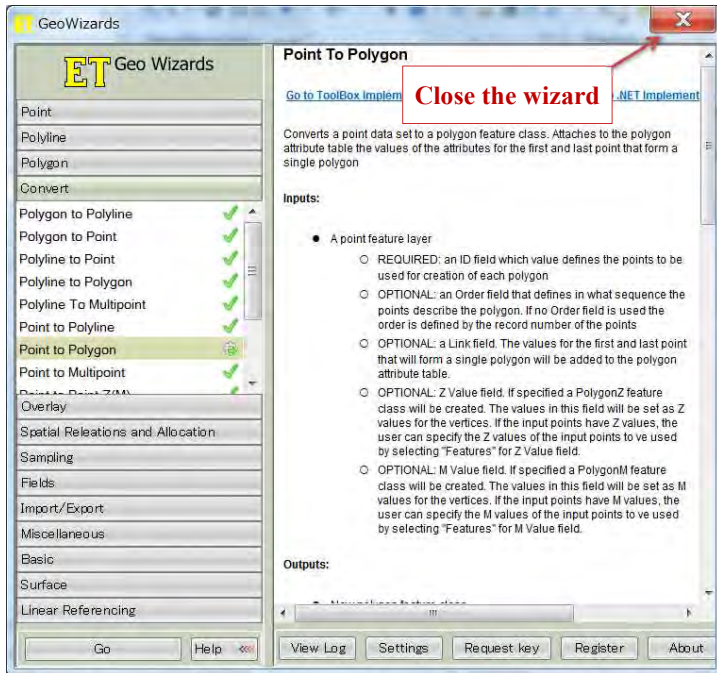 GeoWizards
ET Geo Wizards
Point
Polyline
Polygon
Convert
Polygon to Polyline
Polygon to Point
Polyline to Point
Polyline to Polygon
Polyline To Multipoint
Point to Polyline
Point to Polygon
Point to Multipoint
Point to Point Z(M)
Overlay
Spatial Releations and Allocation
Sampling
Fields
Import/Export
Miscellaneous
Basic
Surface
Linear Referencing
Go
Help
Point To Polygon
Close the wizard
Go to ToolBox Implem
.NET Implement
Converts a point data set to a polygon feature class. Attaches to the polygon
attribute table the values of the attributes for the first and last point that form a
single polygon
Inputs:
A point feature layer
REQUIRED: an ID field which value defines the points to be
used for creation of each polygon
OPTIONAL: an Order field that defines in what sequence the
points describe the polygon. If no Order field is used the
order is defined by the record number of the points
OPTIONAL: a Link field. The values for the first and last point
that will form a single polygon will be added to the polygon
attribute table.
OPTIONAL: Z Value field. If specified a PolygonZ feature
class will be created. The values in this field will be set as Z
values for the vertices. If the input points have Z values, the
user can specify the Z values of the input points to ve used
by selecting "Features" for Z Value field.
OPTIONAL: M Value field. If specified a PolygonM feature
class will be created. The values in this field will be set as M
values for the vertices. If the input points have M values, the
user can specify the M values of the input points to ve used
by selecting "Features" for M Value field.
Outputs:
New polygon feature class
View Log
Settings
Request key
Register
About